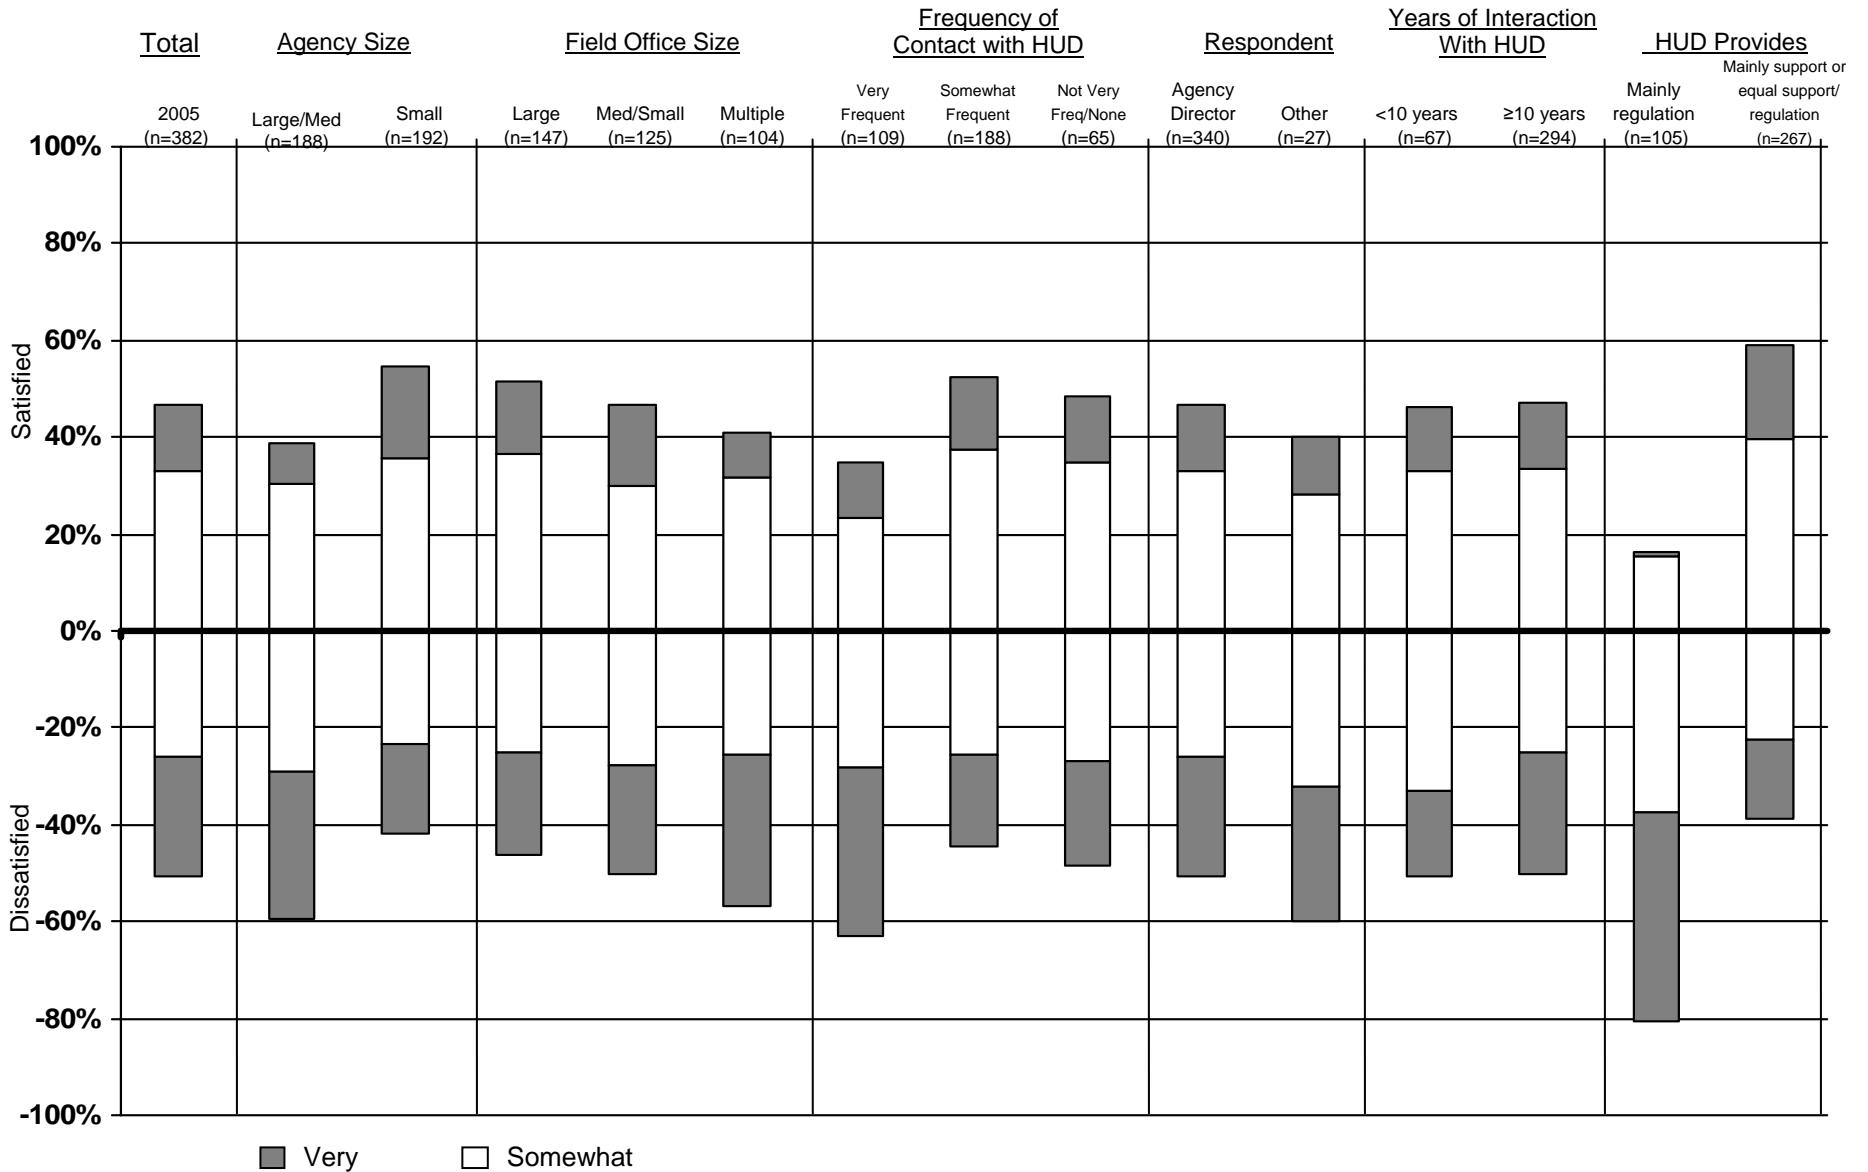 Total
Agency Size
Field Office Size
Frequency of
Contact with HUD
Respondent
Years of Interaction
With HUD
HUD Provides
2005
(n=382)
Large/Med
(n=188)
Small
(n=192)
Large
(n=147)
Med/Small
(n=125)
Multiple
(n=104)
Very
Frequent
(n=109)
Somewhat
Frequent
(n=188)
Not Very
Freq/None
(n=65)
Agency
Director
(n=340)
Other
(n=27)
<10 years
(n=67)
≥10 years
(n=294)
Mainly
regulation
(n=105)
Mainly support or
equal support/
regulation
(n=267)
100%
80%
60%
40%
20%
0%
-20%
-40%
-60%
-80%
-100%
Satisfied
Dissatisfied
Very
Somewhat